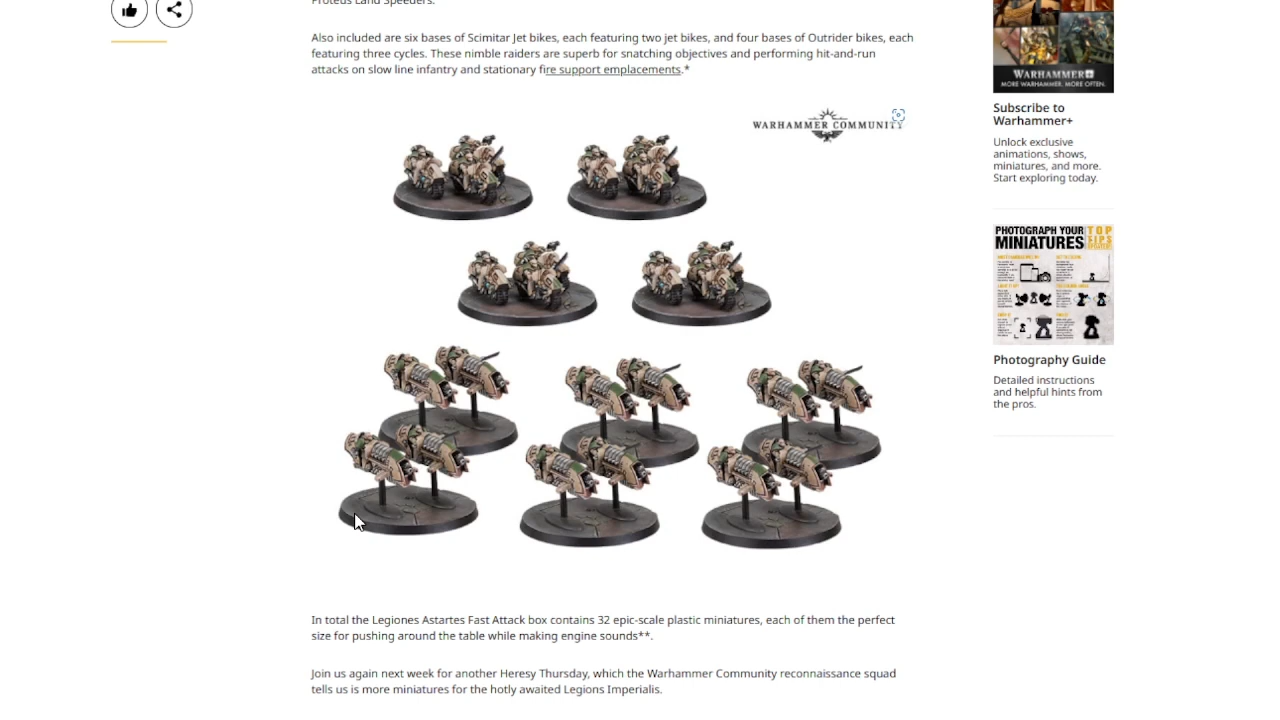 Proteus Land Speeders.
Also included are six bases of Scimitar Jet bikes, each featuring two jet bikes, and four bases of Outrider bikes, each
featuring three cycles. These nimble raiders are superb for snatching objectives and performing hit-and-run
attacks on slow line infantry and stationary fire support emplacements.*
WARHAMMER COMMUNITY
In total the Legiones Astartes Fast Attack box contains 32 epic-scale plastic miniatures, each of them the perfect
size for pushing around the table while making engine sounds**.
Join us again next week for another Heresy Thursday, which the Warhammer Community reconnaissance squad
tells us is more miniatures for the hotly awaited Legions Imperialis.
WARHAMMER+
MORE WARHAMMER. MORE OFTEN.
Subscribe to
Warhammer+
Unlock exclusive
animations, shows,
miniatures, and more.
Start exploring today.
PHOTOGRAPH YOUR
MINIATURES
TOP
TIPS
Photography Guide
Detailed instructions
and helpful hints from
the pros.